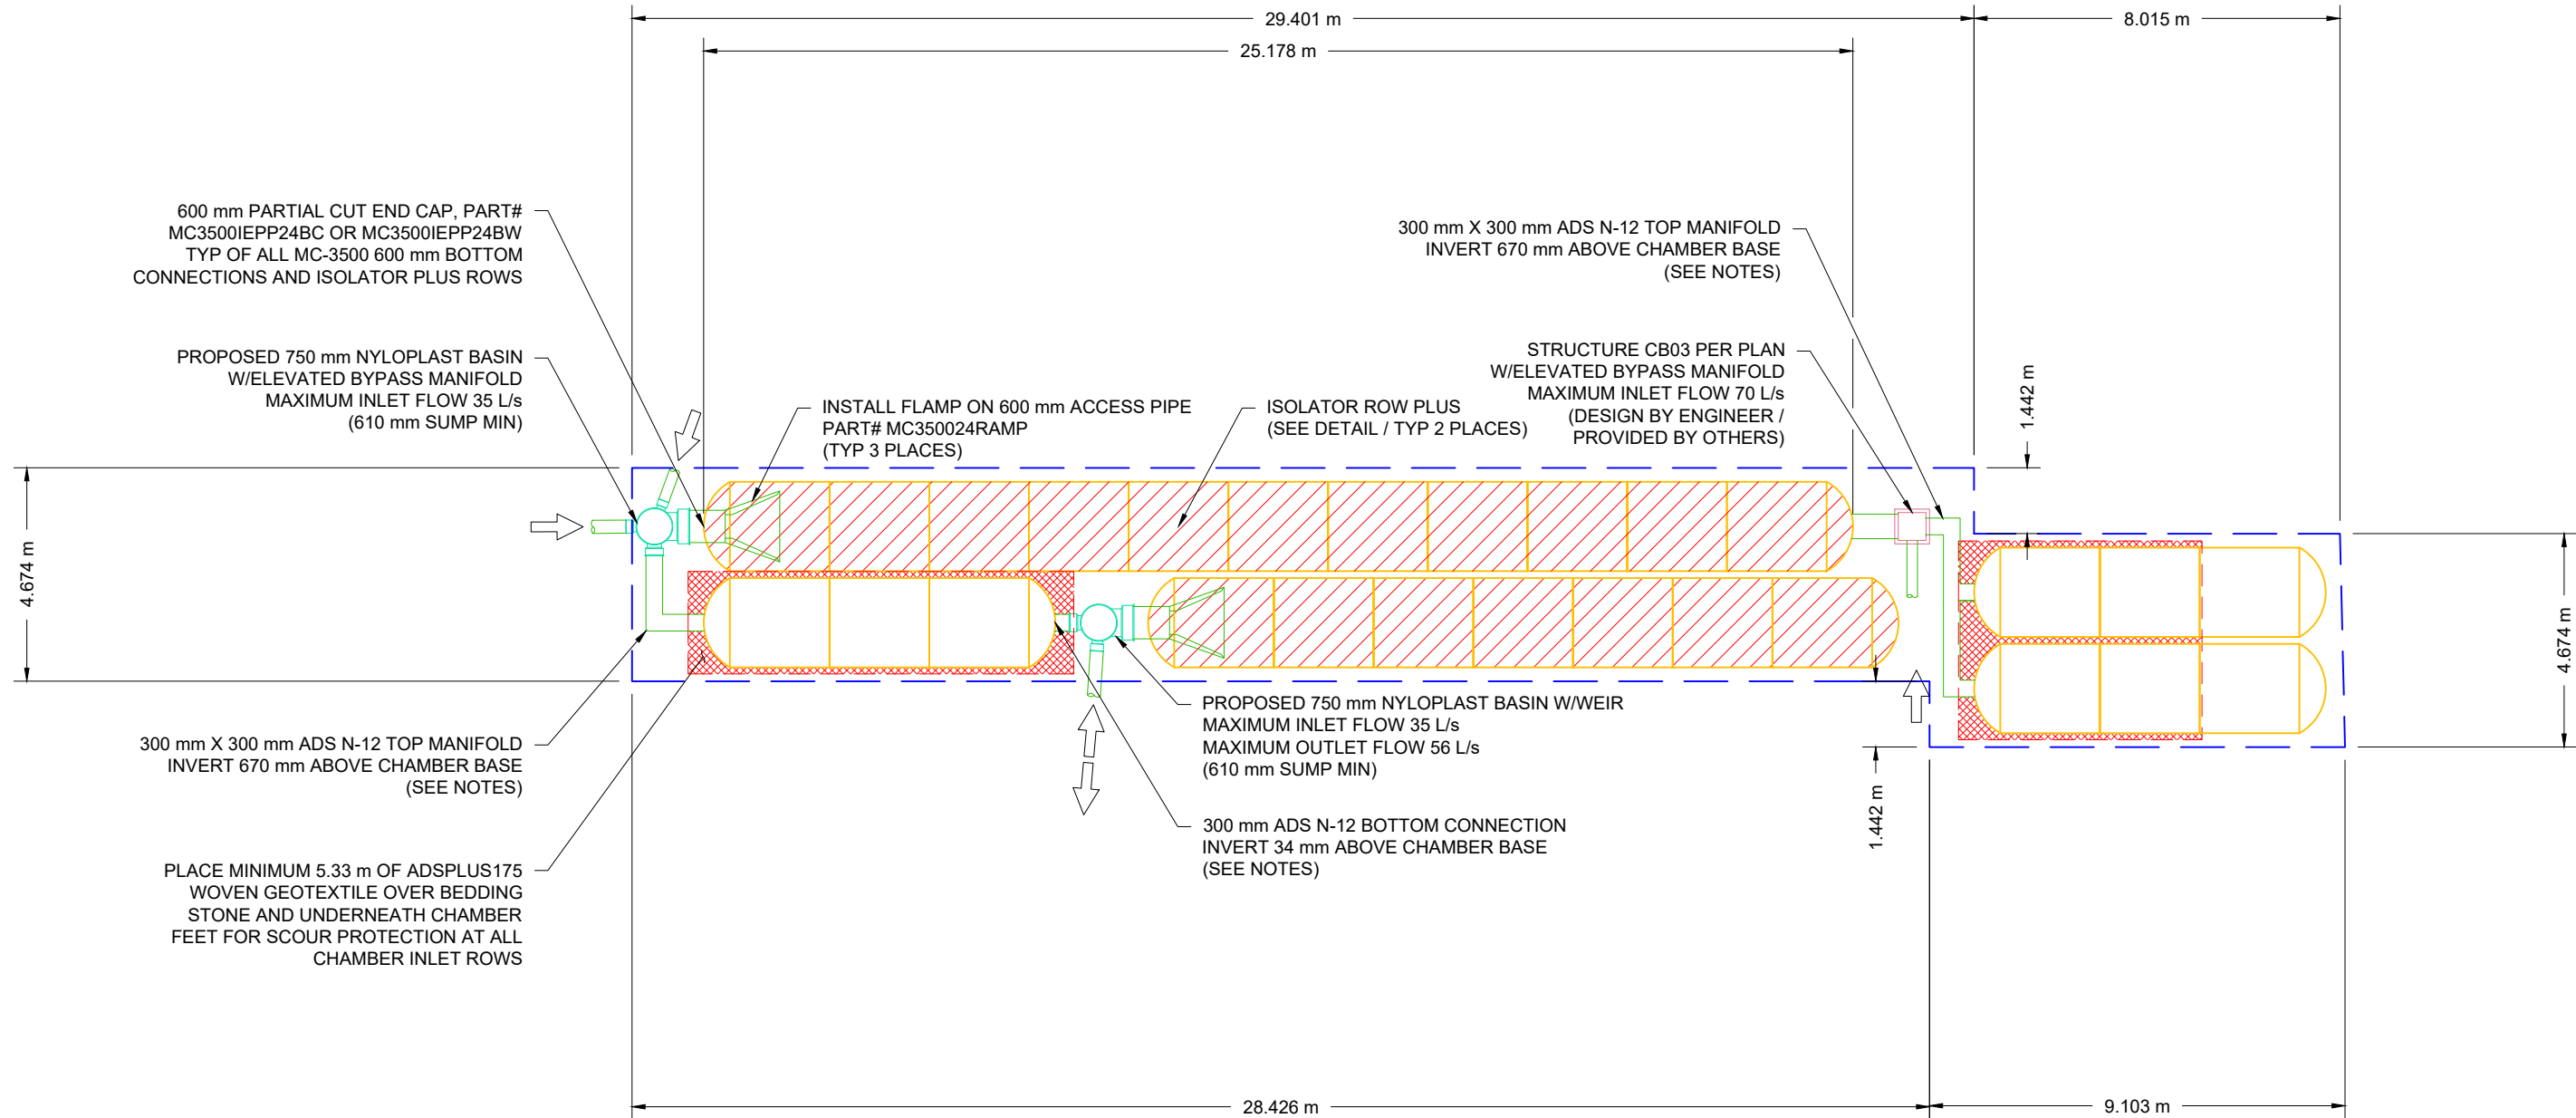 29.401 m
8.015 m
25.178 m
600 mm PARTIAL CUT END CAP, PART#
MC3500IEPP24BC OR MC3500IEPP24BW
TYP OF ALL MC-3500 600 mm BOTTOM
CONNECTIONS AND ISOLATOR PLUS ROWS
300 mm X 300 mm ADS N-12 TOP MANIFOLD
INVERT 670 mm ABOVE CHAMBER BASE
(SEE NOTES)
PROPOSED 750 mm NYLOPLAST BASIN
W/ELEVATED BYPASS MANIFOLD
MAXIMUM INLET FLOW 35 L/s
(610 mm SUMP MIN)
INSTALL FLAMP ON 600 mm ACCESS PIPE
PART# MC350024RAMP
(TYP 3 PLACES)
ISOLATOR ROW PLUS
(SEE DETAIL / TYP 2 PLACES)
STRUCTURE CB03 PER PLAN
W/ELEVATED BYPASS MANIFOLD
MAXIMUM INLET FLOW 70 L/s
(DESIGN BY ENGINEER /
PROVIDED BY OTHERS)
1.442 m
4.674 m
4.674 m
300 mm X 300 mm ADS N-12 TOP MANIFOLD
INVERT 670 mm ABOVE CHAMBER BASE
(SEE NOTES)
PROPOSED 750 mm NYLOPLAST BASIN W/WEIR
MAXIMUM INLET FLOW 35 L/s
MAXIMUM OUTLET FLOW 56 L/s
(610 mm SUMP MIN)
1.442 m
300 mm ADS N-12 BOTTOM CONNECTION
INVERT 34 mm ABOVE CHAMBER BASE
(SEE NOTES)
PLACE MINIMUM 5.33 m OF ADSPLUS175
WOVEN GEOTEXTILE OVER BEDDING
STONE AND UNDERNEATH CHAMBER
FEET FOR SCOUR PROTECTION AT ALL
CHAMBER INLET ROWS
28.426 m
9.103 m